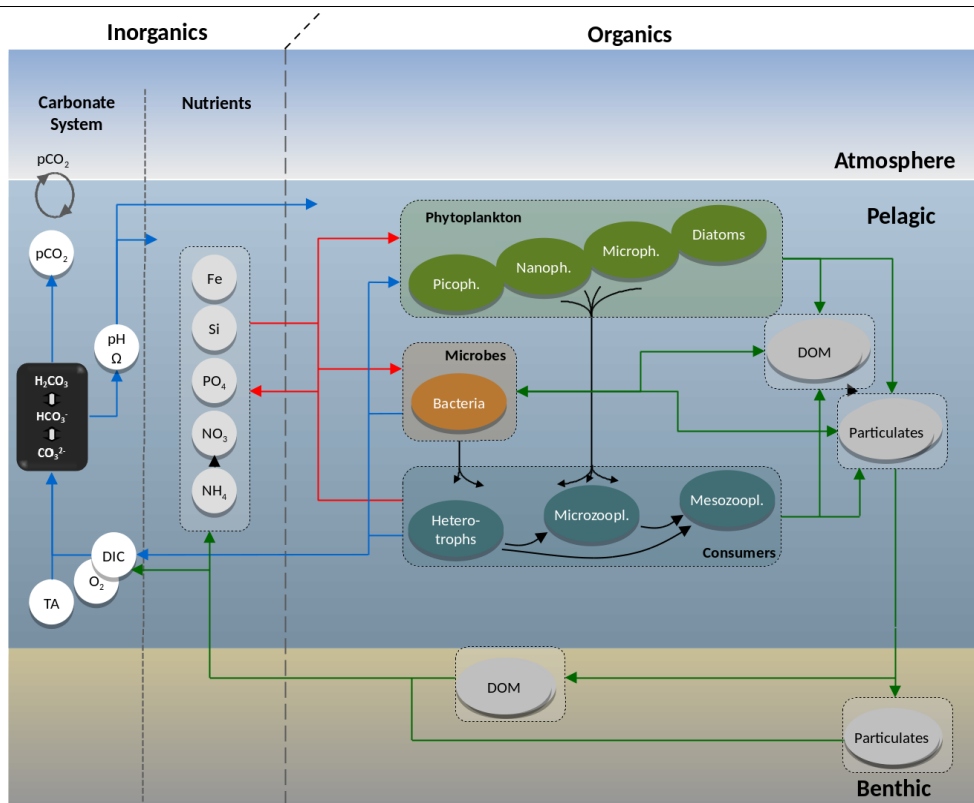 Inorganics
Organics
Carbonate
System
Nutrients
Atmosphere
pCO₂
Pelagic
pCO₂
pH
Ω
H₂CO₃
HCO₃⁻
CO₃²⁻
DIC
O₂
TA
Fe
Si
PO₄
NO₃
NH₄
Phytoplankton
Picoph.
Nanoph.
Microph.
Diatoms
Microbes
Bacteria
DOM
Particulates
Hetero-
trophs
Microzoopl.
Mesozoopl.
Consumers
DOM
Particulates
Benthic